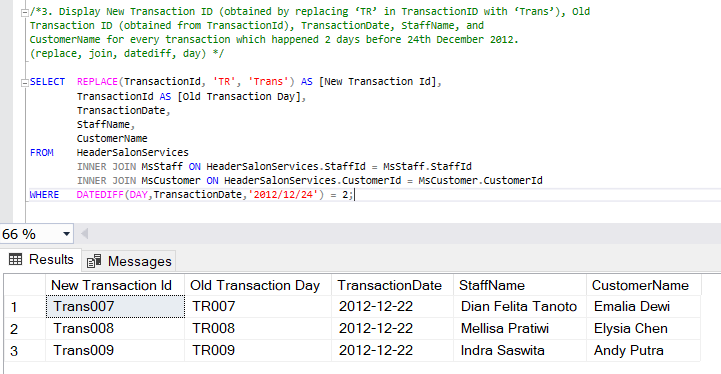 /*3. Display New Transaction ID (obtained by replacing ‘TR’ in TransactionID with ‘Trans’), Old
Transaction ID (obtained from TransactionId), TransactionDate, StaffName, and
CustomerName for every transaction which happened 2 days before 24th December 2012.
(replace, join, datediff, day) */
SELECT REPLACE(TransactionId, 'TR', 'Trans') AS [New Transaction Id],
TransactionId AS [Old Transaction Day],
TransactionDate,
StaffName,
CustomerName
FROM HeaderSalonServices
INNER JOIN MsStaff ON HeaderSalonServices.StaffId = MsStaff.StaffId
INNER JOIN MsCustomer ON HeaderSalonServices.CustomerId = MsCustomer.CustomerId
WHERE DATEDIFF(DAY,TransactionDate,'2012/12/24') = 2;
66 %
Results Messages
New Transaction Id Old Transaction Day TransactionDate StaffName CustomerName
1 Trans007 TR007 2012-12-22 Dian Felita Tanoto Emalia Dewi
2 Trans008 TR008 2012-12-22 Mellisa Pratiwi Elysia Chen
3 Trans009 TR009 2012-12-22 Indra Saswita Andy Putra